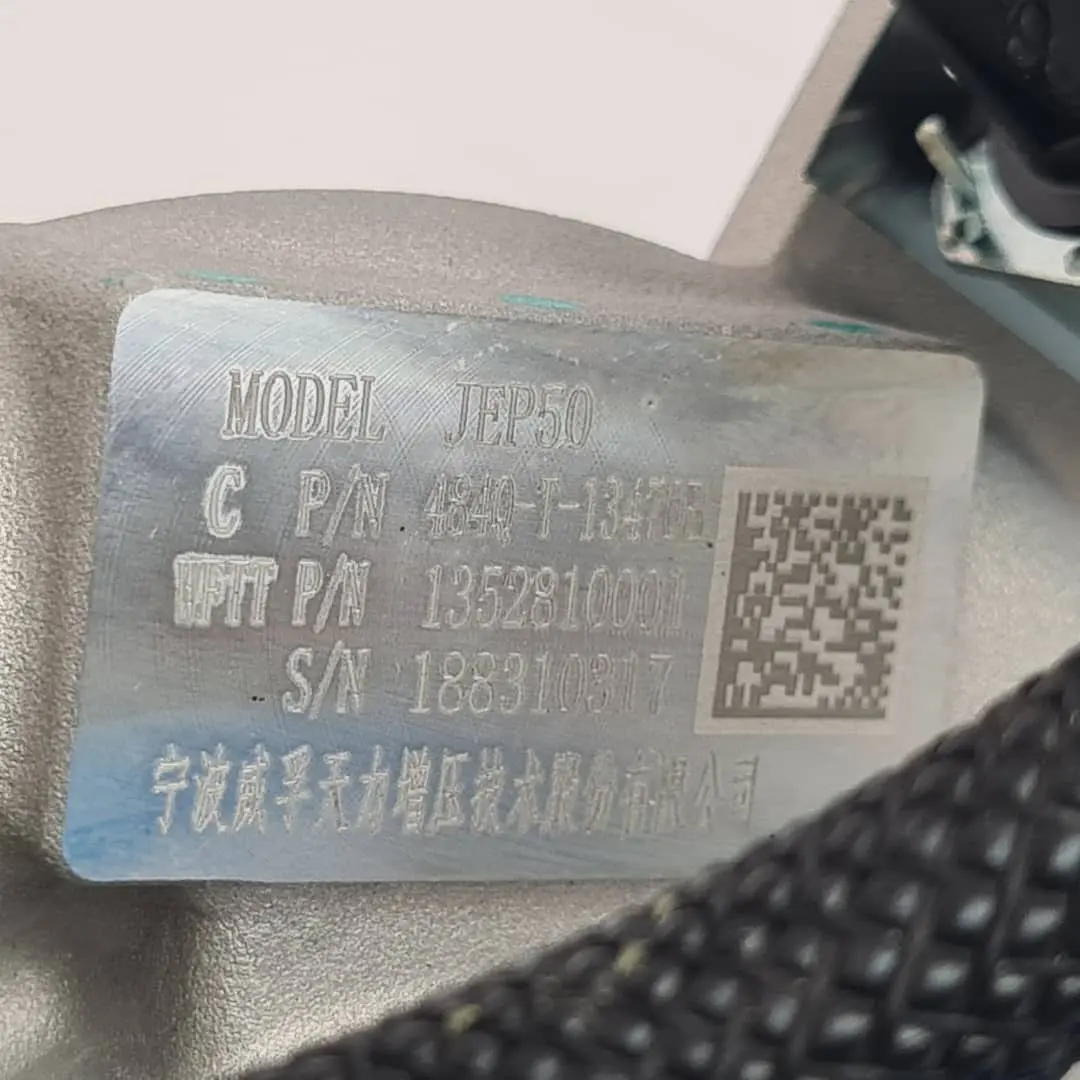 MODEL JEP50
C P/N
WFTT P/N 1352810001
S/N 188310317
宁波威孚天力增压技术股份有限公司